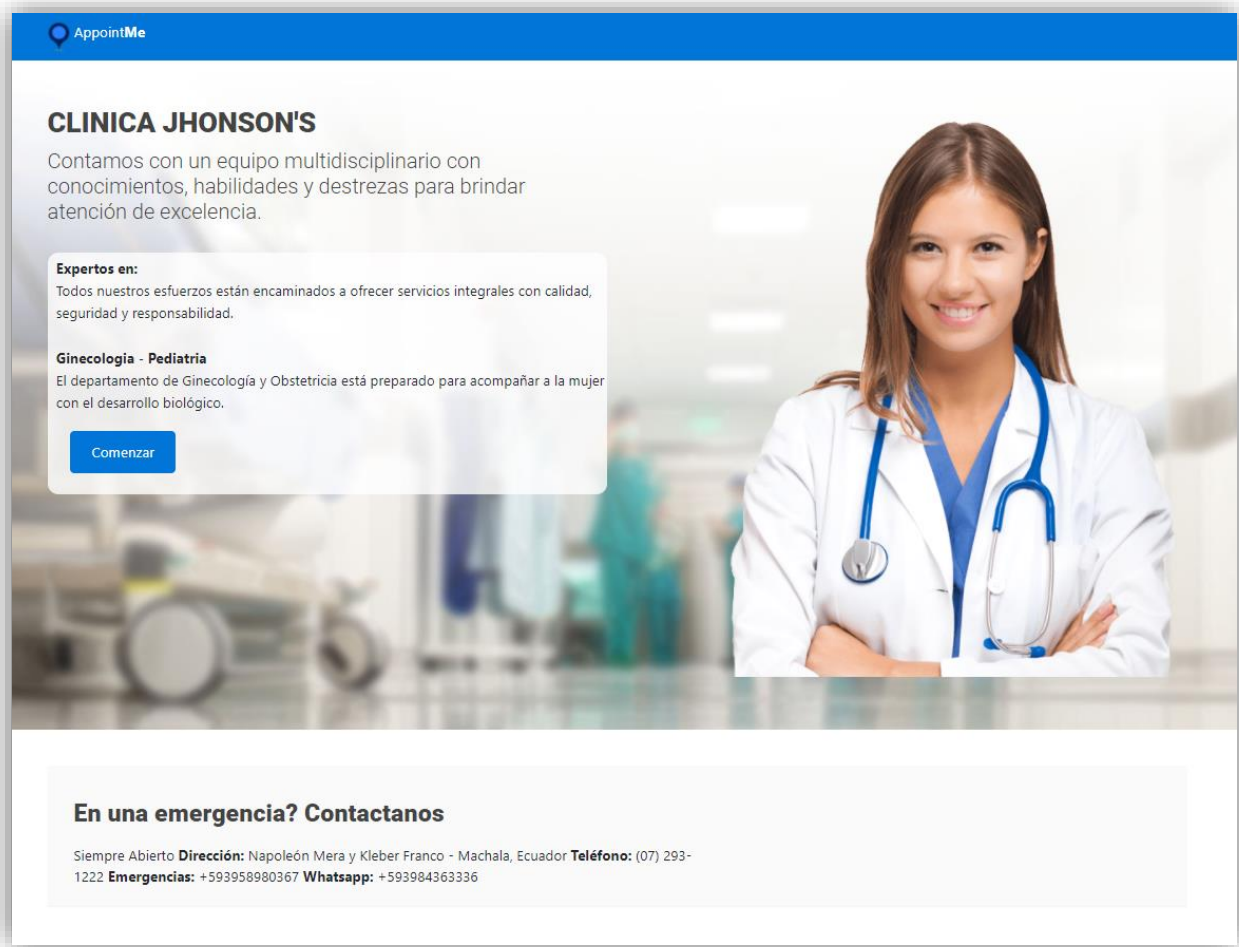 AppointMe
CLINICA JHONSON'S
Contamos con un equipo multidisciplinario con
conocimientos, habilidades y destrezas para brindar
atención de excelencia.
Expertos en:
Todos nuestros esfuerzos están encaminados a ofrecer servicios integrales con calidad,
seguridad y responsabilidad.
Ginecologia - Pediatria
El departamento de Ginecología y Obstetricia está preparado para acompañar a la mujer
con el desarrollo biológico.
Comenzar
En una emergencia? Contactanos
Siempre Abierto Dirección: Napoleón Mera y Kleber Franco - Machala, Ecuador Teléfono: (07) 293-
1222 Emergencias: +593958980367 Whatsapp: +593984363336